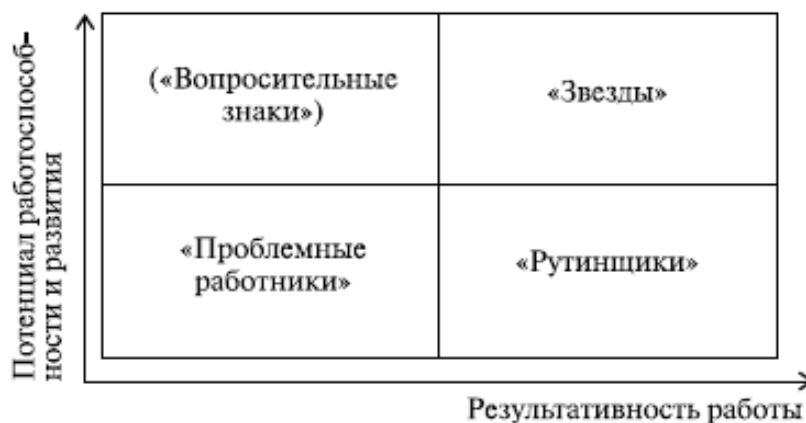 Потенциал работоспособ-
ности и развития
(«Вопросительные
знаки»)
«Звезды»
«Проблемные
работники»
«Рутинщики»
Результативность работы